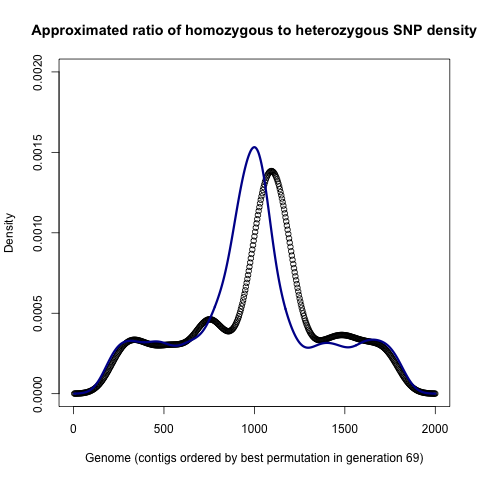 Approximated ratio of homozygous to heterozygous SNP density
0.0020
0.0015
0.0010
0.0005
0.0000
Density
0 500 1000 1500 2000
Genome (contigs ordered by best permutation in generation 69)